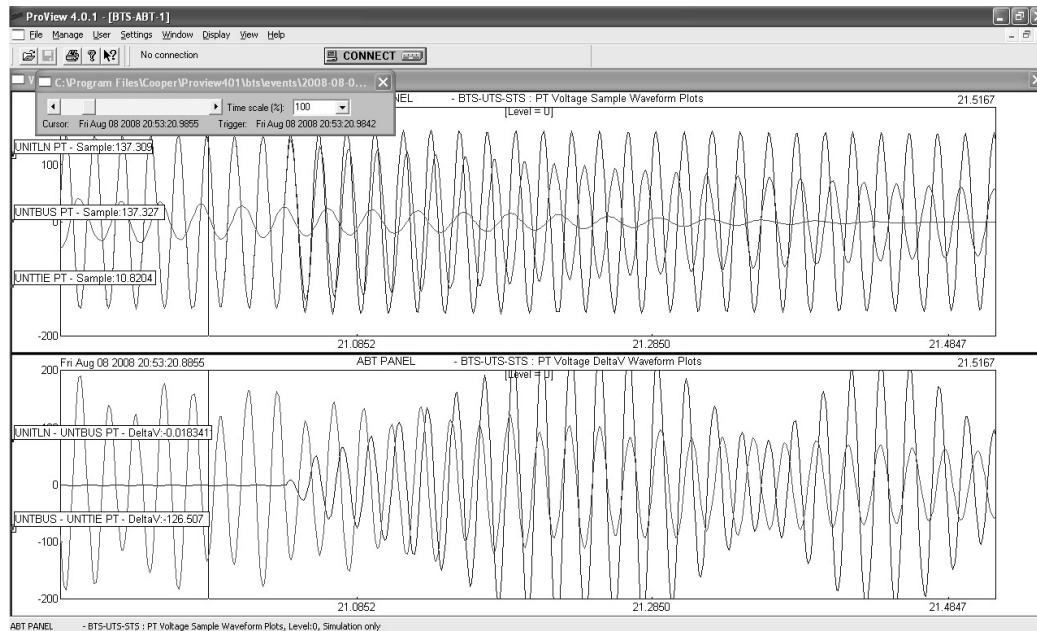 ProView 4.0.1 - [BTS-ABT-1]
File Manage User Settings Window Display View Help
No connection
CONNECT
C:\Program Files\Cooper\Proview401\bts\events\2008-08-0...
Time scale (%): 100
Cursor: Fri Aug 08 2008 20:53:20.9855 Trigger: Fri Aug 08 2008 20:53:20.9842
PANEL - BTS-UTS-STS : PT Voltage Sample Waveform Plots 21.5167
[Level = 0]
UNITLN PT - Sample:137.309
100
UNTBUS PT - Sample:137.327
0
UNTTIE PT - Sample:10.8204
-200
21.0852 21.2850 21.4847
Fri Aug 08 2008 20:53:20.8855 ABT PANEL - BTS-UTS-STS : PT Voltage DeltaV Waveform Plots 21.5167
200 [Level = 0]
UNITLN - UNTBUS PT - DeltaV:-0.018341
0
UNTBUS - UNTTIE PT - DeltaV:-126.507
-100
-200
21.0852 21.2850 21.4847
ABT PANEL - BTS-UTS-STS : PT Voltage Sample Waveform Plots, Level:0, Simulation only